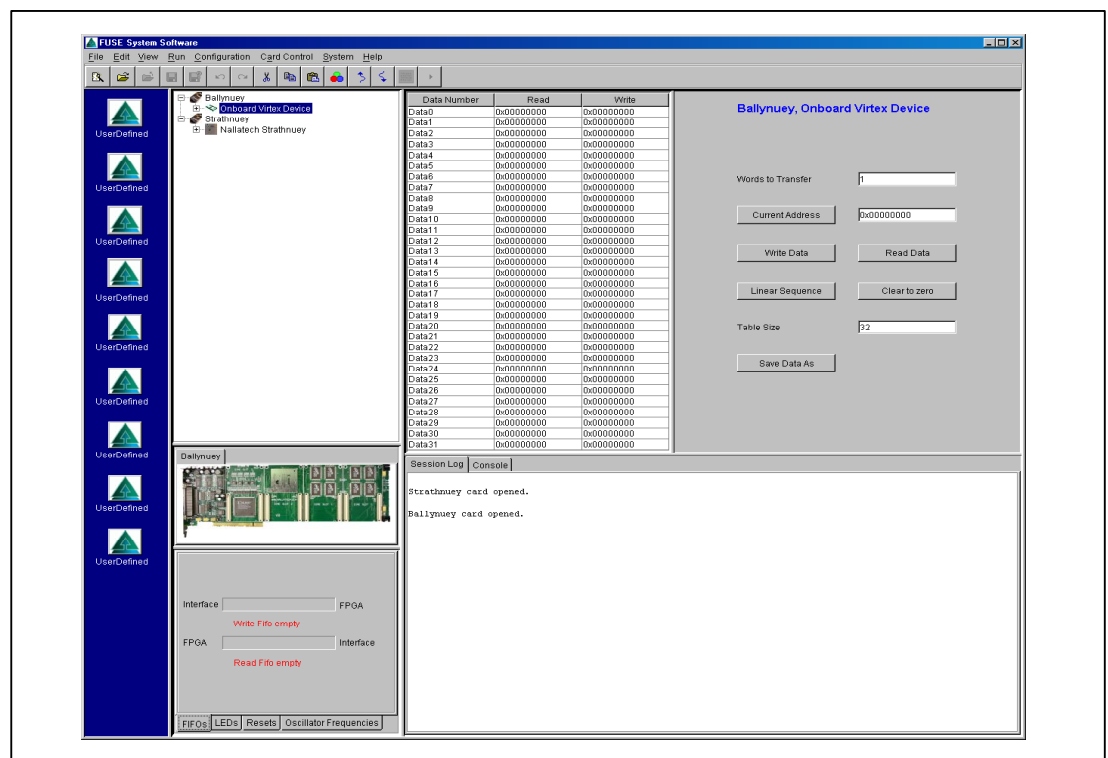 FUSE System Software
File Edit View Run Configuration Card Control System Help
UserDefined
UserDefined
UserDefined
UserDefined
UserDefined
UserDefined
UserDefined
UserDefined
UserDefined
Ballynuey
Onboard Virtex Device
Strathnuey
Nallatech Strathnuey
Data Number Read Write
Data0 0x00000000 0x00000000
Data1 0x00000000 0x00000000
Data2 0x00000000 0x00000000
Data3 0x00000000 0x00000000
Data4 0x00000000 0x00000000
Data5 0x00000000 0x00000000
Data6 0x00000000 0x00000000
Data7 0x00000000 0x00000000
Data8 0x00000000 0x00000000
Data9 0x00000000 0x00000000
Data10 0x00000000 0x00000000
Data11 0x00000000 0x00000000
Data12 0x00000000 0x00000000
Data13 0x00000000 0x00000000
Data14 0x00000000 0x00000000
Data15 0x00000000 0x00000000
Data16 0x00000000 0x00000000
Data17 0x00000000 0x00000000
Data18 0x00000000 0x00000000
Data19 0x00000000 0x00000000
Data20 0x00000000 0x00000000
Data21 0x00000000 0x00000000
Data22 0x00000000 0x00000000
Data23 0x00000000 0x00000000
Data24 0x00000000 0x00000000
Data25 0x00000000 0x00000000
Data26 0x00000000 0x00000000
Data27 0x00000000 0x00000000
Data28 0x00000000 0x00000000
Data29 0x00000000 0x00000000
Data30 0x00000000 0x00000000
Data31 0x00000000 0x00000000
Ballynuey, Onboard Virtex Device
Words to Transfer 1
Current Address 0x00000000
Write Data Read Data
Linear Sequence Clear to zero
Table Size 32
Save Data As
Ballynuey
Interface FPGA
Write Fifo empty
FPGA Interface
Read Fifo empty
FIFOs LEDs Resets Oscillator Frequencies
Session Log Console
Strathnuey card opened.
Ballynuey card opened.